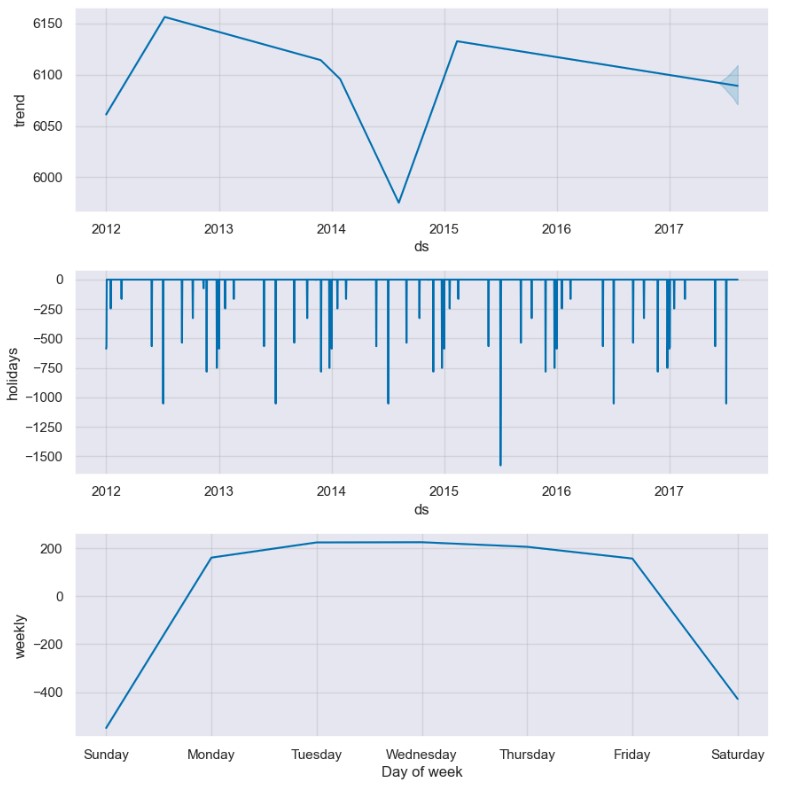 6150
6100
6050
6000
trend
2012 2013 2014 2015 2016 2017
ds
0
−250
−500
−750
−1000
−1250
−1500
holidays
2012 2013 2014 2015 2016 2017
ds
200
0
−200
−400
weekly
Sunday Monday Tuesday Wednesday Thursday Friday Saturday
Day of week